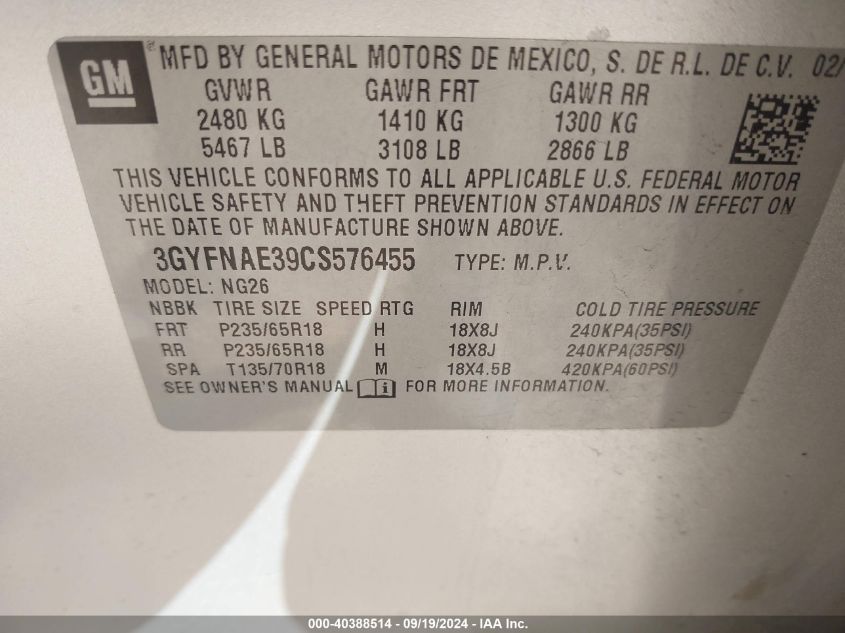 GM ® MFD BY GENERAL MOTORS DE MEXICO, S. DE R.L. DE C.V. 02/
GVWR GAWR FRT GAWR RR
2480 KG 1410 KG 1300 KG
5467 LB 3108 LB 2866 LB
THIS VEHICLE CONFORMS TO ALL APPLICABLE U.S. FEDERAL MOTOR
VEHICLE SAFETY AND THEFT PREVENTION STANDARDS IN EFFECT ON
THE DATE OF MANUFACTURE SHOWN ABOVE.
3GYFNAE39CS576455 TYPE: M.P.V.
MODEL: NG26
NBBK TIRE SIZE SPEED RTG RIM COLD TIRE PRESSURE
FRT P235/65R18 H 18X8J 240KPA(35PSI)
RR P235/65R18 H 18X8J 240KPA(35PSI)
SPA T135/70R18 M 18X4.5B 420KPA(60PSI)
SEE OWNER'S MANUAL i FOR MORE INFORMATION.
000-40388514 - 09/19/2024 - IAA Inc.